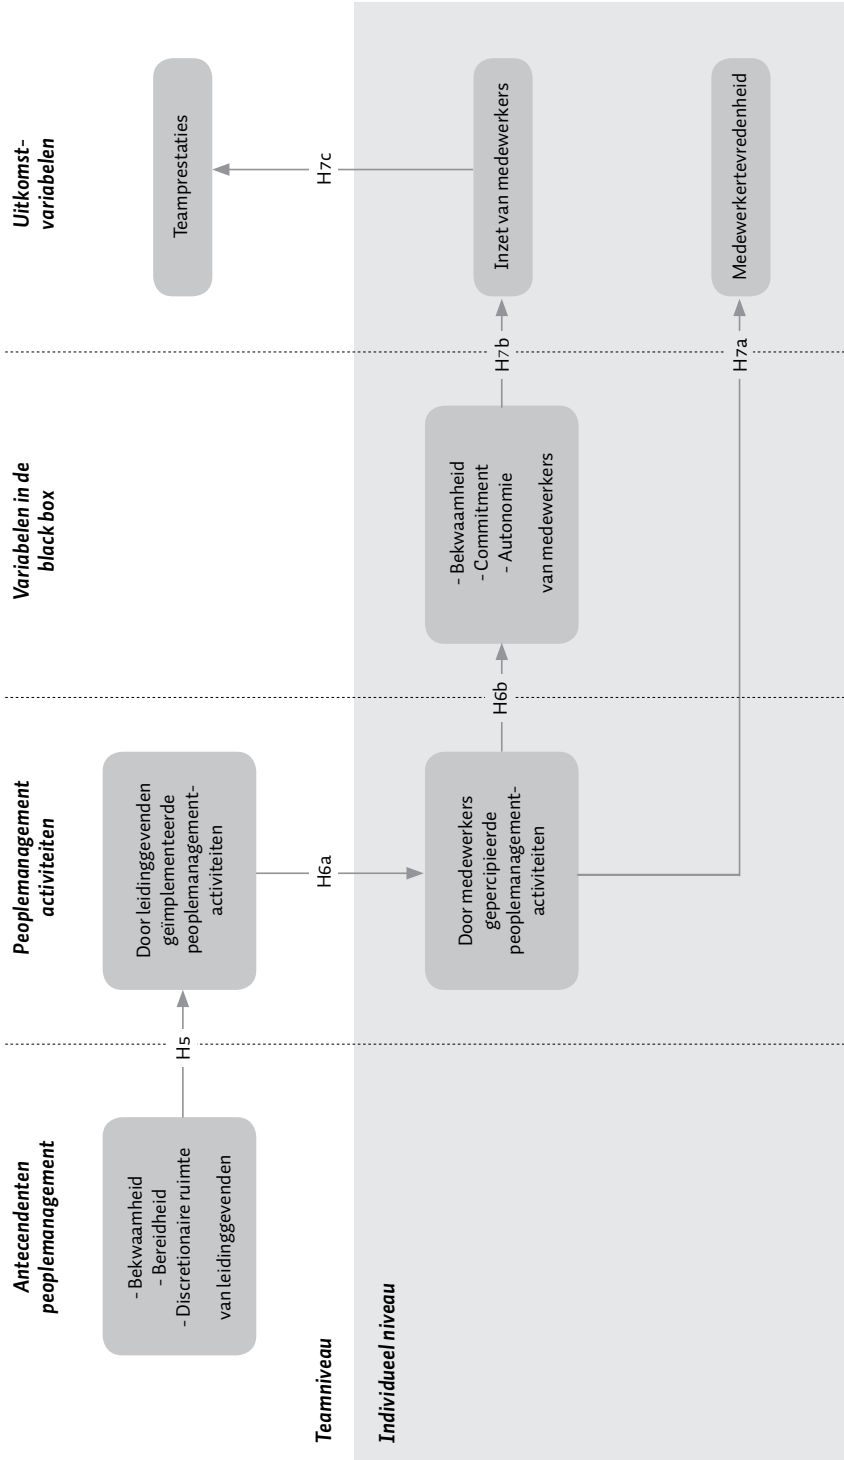 Antecendenten
peoplemanagement
Peoplemanagement
activiteiten
Variabelen in de
black box
Uitkomst-
variabelen
- Bekwaamheid
- Bereidheid
- Discretionaire ruimte
van leidinggevenden
H5
Door leidinggevenden
geïmplementeerde
peoplemanagement-
activiteiten
Teamprestaties
Teamniveau
H6a
H7c
Individueel niveau
Door medewerkers
gepercipieerde
peoplemanagement-
activiteiten
H6b
- Bekwaamheid
- Commitment
- Autonomie
van medewerkers
H7b
Inzet van medewerkers
H7a
Medewerkertevredenheid